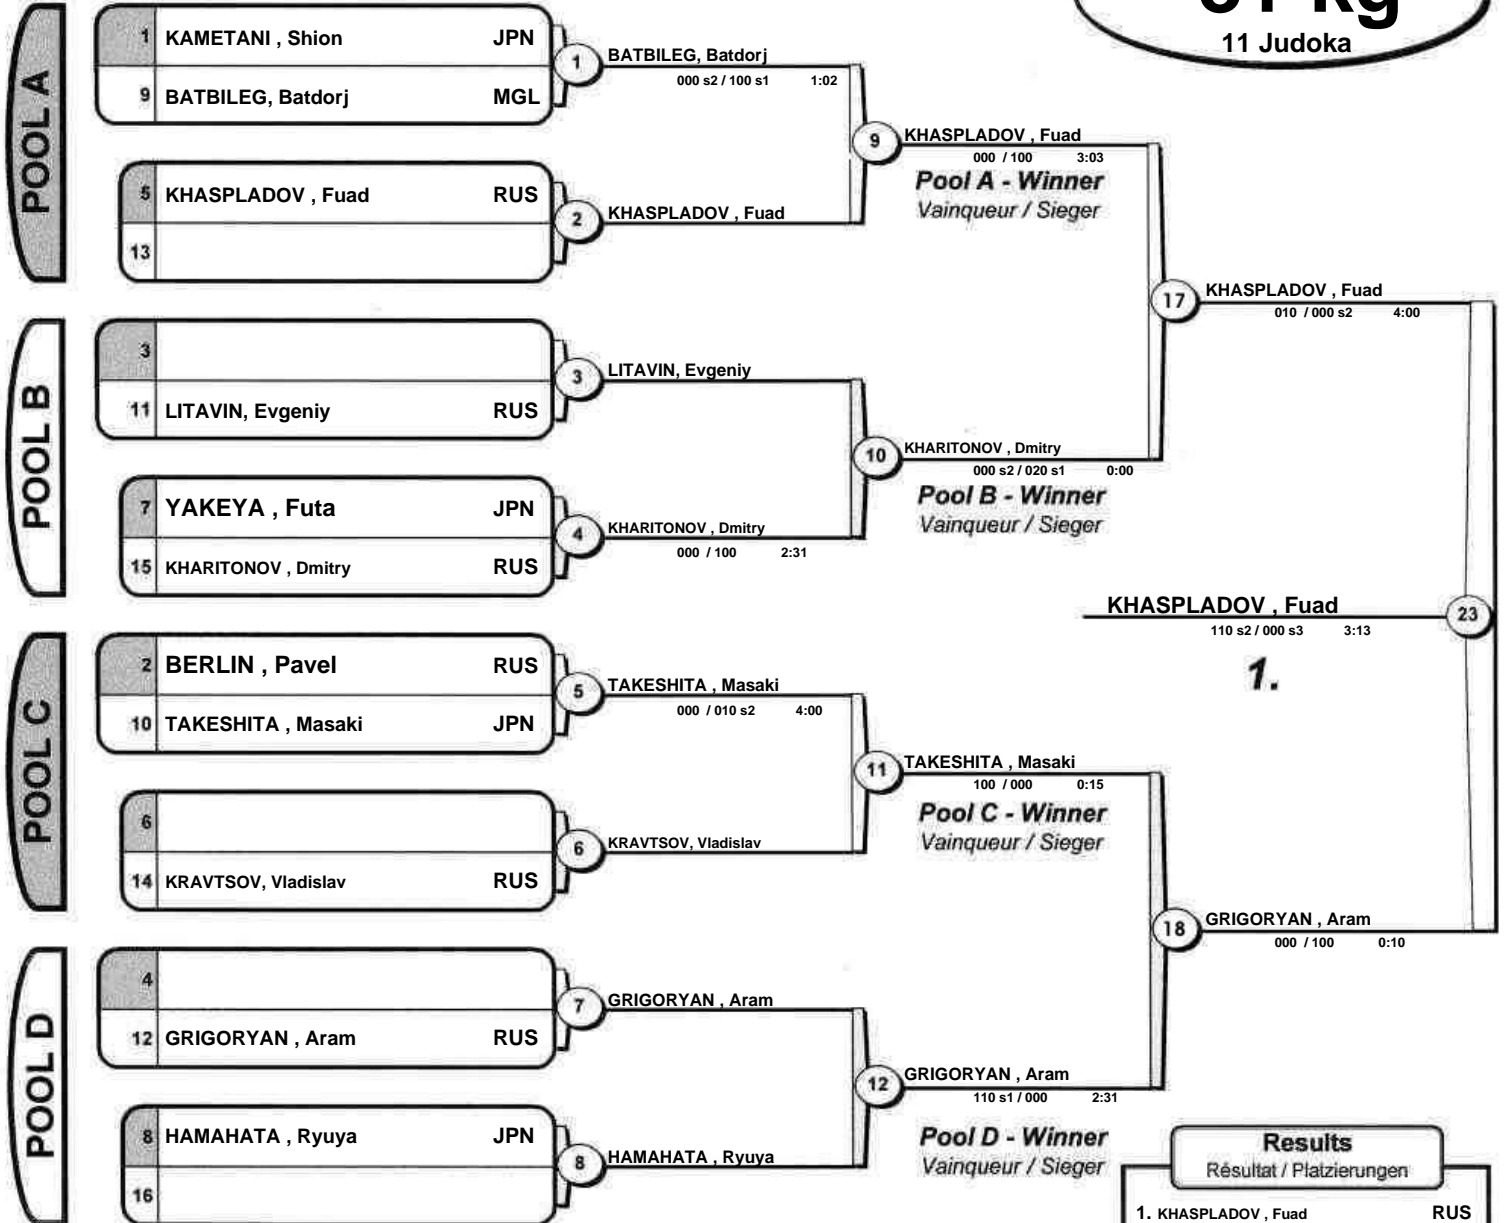 11 Judoka
POOL A
1 KAMETANI , Shion JPN
9 BATBILEG, Batdorj MGL
1
BATBILEG, Batdorj
000 s2 / 100 s1 1:02
5 KHASPLADOV , Fuad RUS
13
2
KHASPLADOV , Fuad
9
KHASPLADOV , Fuad
000 / 100 3:03
Pool A - Winner
Vainqueur / Sieger
POOL B
3
11 LITAVIN, Evgeniy RUS
3
LITAVIN, Evgeniy
7 YAKEYA , Futa JPN
15 KHARITONOV , Dmitry RUS
4
KHARITONOV , Dmitry
000 / 100 2:31
10
KHARITONOV , Dmitry
000 s2 / 020 s1 0:00
Pool B - Winner
Vainqueur / Sieger
17
KHASPLADOV , Fuad
010 / 000 s2 4:00
KHASPLADOV , Fuad
23
110 s2 / 000 s3 3:13
1.
POOL C
2 BERLIN , Pavel RUS
10 TAKESHITA , Masaki JPN
5
TAKESHITA , Masaki
000 / 010 s2 4:00
6
14 KRAVTSOV, Vladislav RUS
6
KRAVTSOV, Vladislav
11
TAKESHITA , Masaki
100 / 000 0:15
Pool C - Winner
Vainqueur / Sieger
POOL D
4
12 GRIGORYAN , Aram RUS
7
GRIGORYAN , Aram
8 HAMAHATA , Ryuya JPN
16
8
HAMAHATA , Ryuya
12
GRIGORYAN , Aram
110 s1 / 000 2:31
Pool D - Winner
Vainqueur / Sieger
18
GRIGORYAN , Aram
000 / 100 0:10
Results
Résultat / Platzierungen
1. KHASPLADOV , Fuad RUS